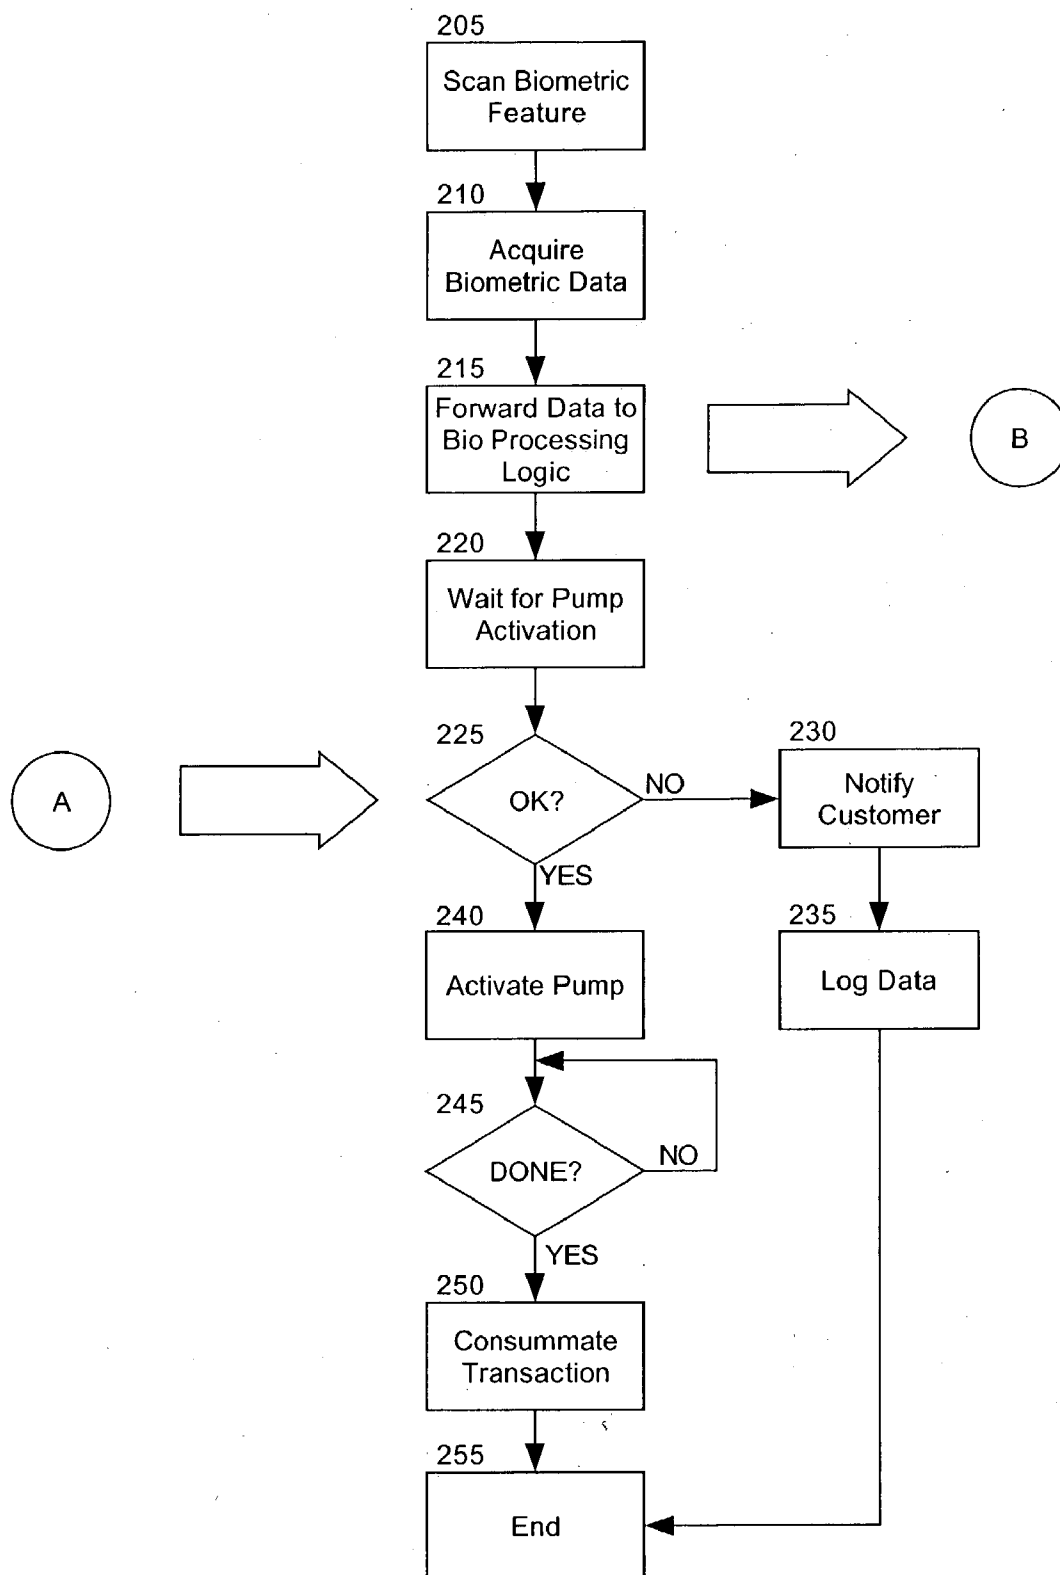 205
Scan Biometric
Feature
210
Acquire
Biometric Data
215
Forward Data to
Bio Processing
Logic
B
220
Wait for Pump
Activation
225
A
OK?
NO
230
Notify
Customer
YES
240
Activate Pump
235
Log Data
245
DONE?
NO
YES
250
Consummate
Transaction
255
End